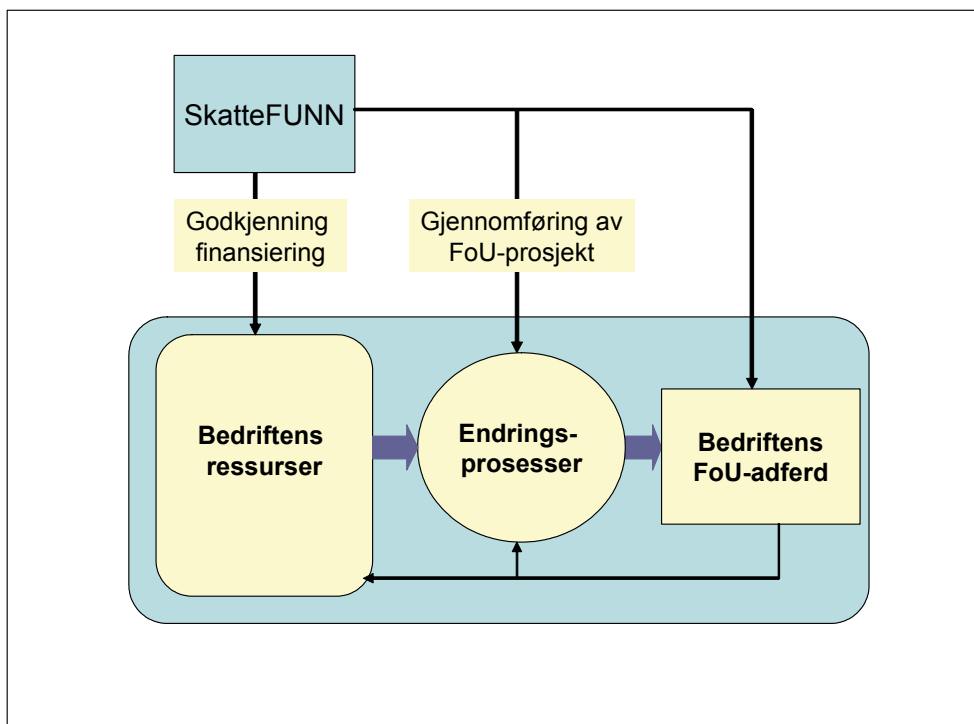 SkatteFUNN
Godkjenning
finansiering
Gjennomføring av
FoU-prosjekt
Bedriftens
ressurser
Endrings-
prosesser
Bedriftens
FoU-adferd